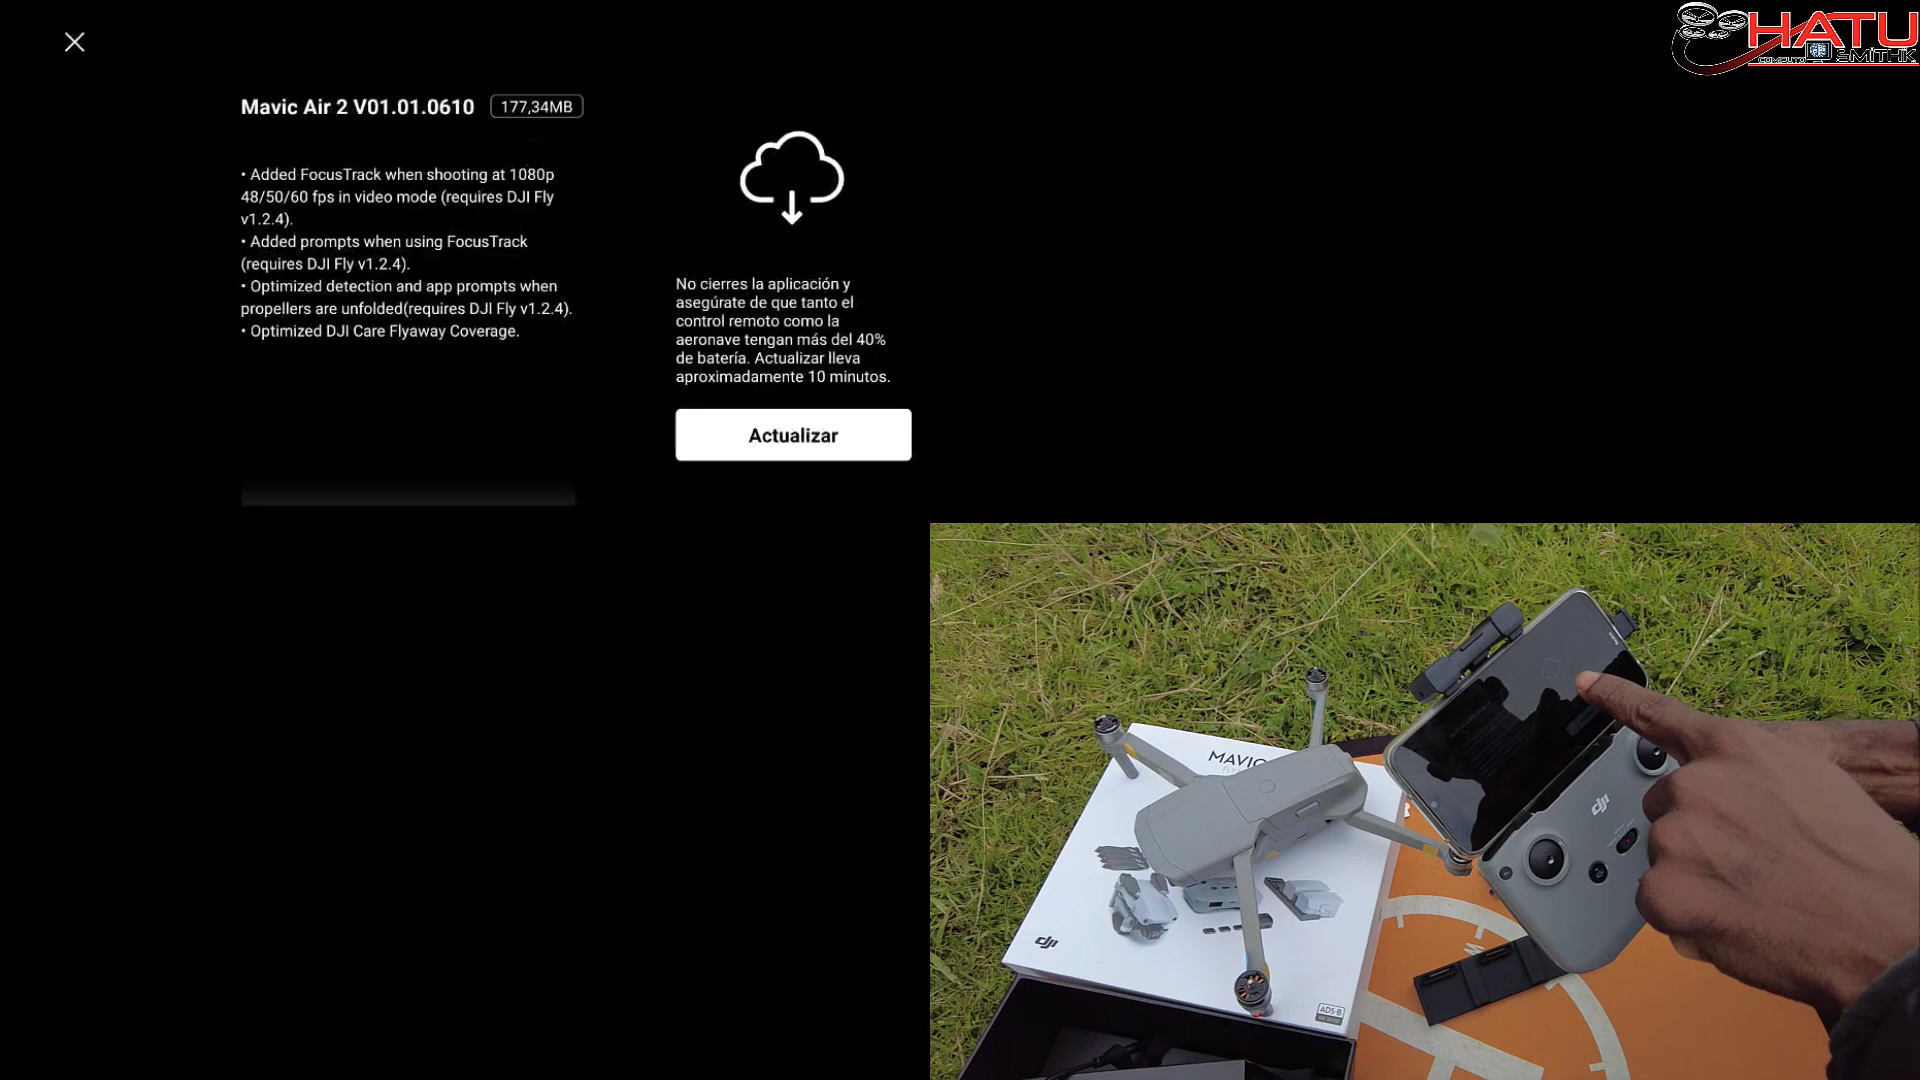 HATU
COMPUTO
SMITHK
Mavic Air 2 V01.01.0610 177,34MB
• Added FocusTrack when shooting at 1080p
48/50/60 fps in video mode (requires DJI Fly
v1.2.4).
• Added prompts when using FocusTrack
(requires DJI Fly v1.2.4).
• Optimized detection and app prompts when
propellers are unfolded(requires DJI Fly v1.2.4).
• Optimized DJI Care Flyaway Coverage.
No cierres la aplicación y
asegúrate de que tanto el
control remoto como la
aeronave tengan más del 40%
de batería. Actualizar lleva
aproximadamente 10 minutos.
Actualizar
MAVIC
dji
dji
ADS-B